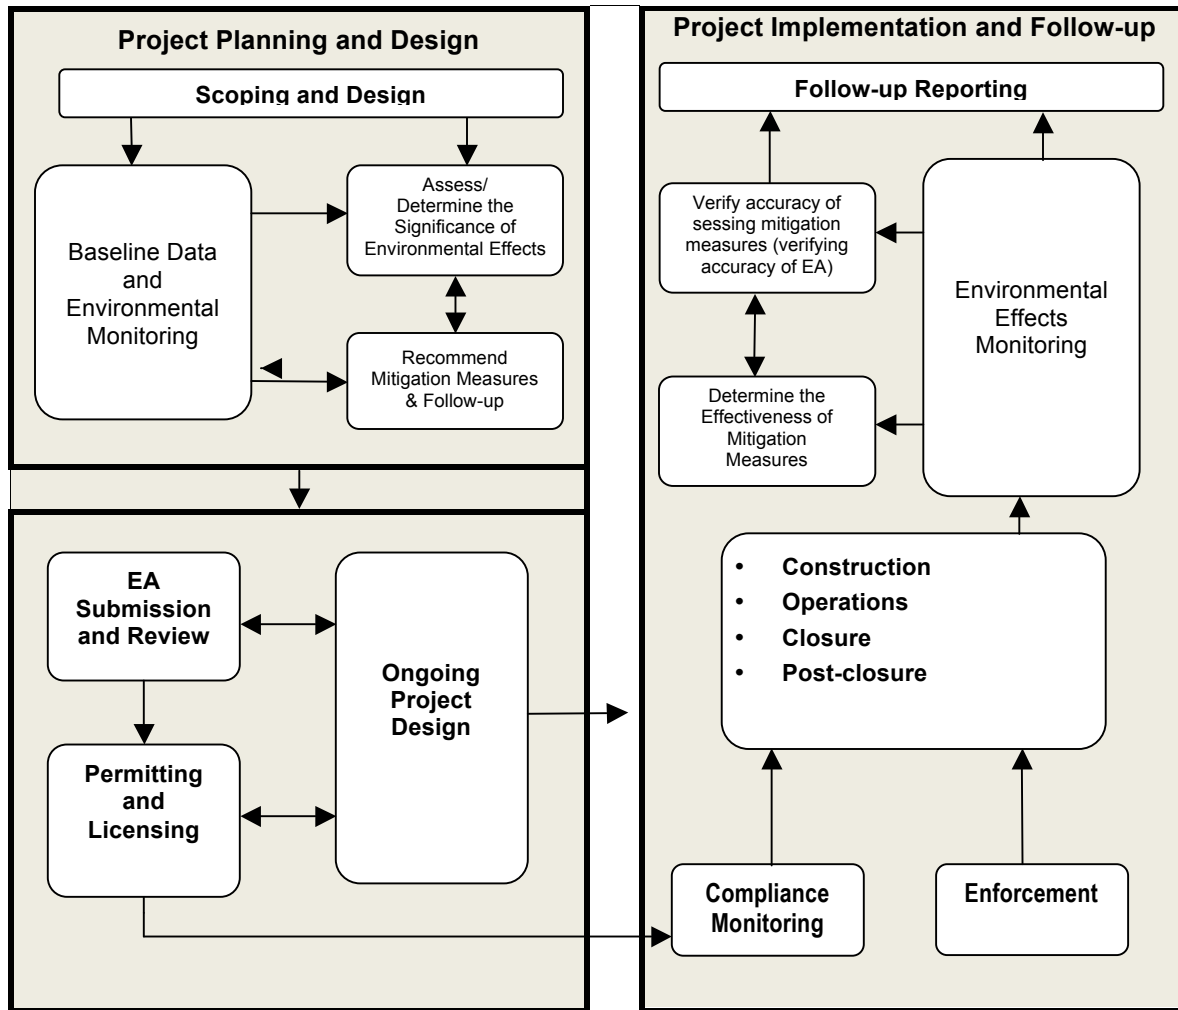 Project Planning and Design
Scoping and Design
Baseline Data
and
Environmental
Monitoring
Assess/
Determine the
Significance of
Environmental Effects
Recommend
Mitigation Measures
& Follow-up
EA
Submission
and Review
Permitting
and
Licensing
Ongoing
Project
Design
Project Implementation and Follow-up
Follow-up Reporting
Verify accuracy of
sessing mitigation
measures (verifying
accuracy of EA)
Determine the
Effectiveness of
Mitigation
Measures
Environmental
Effects
Monitoring
• Construction
• Operations
• Closure
• Post-closure
Compliance
Monitoring
Enforcement